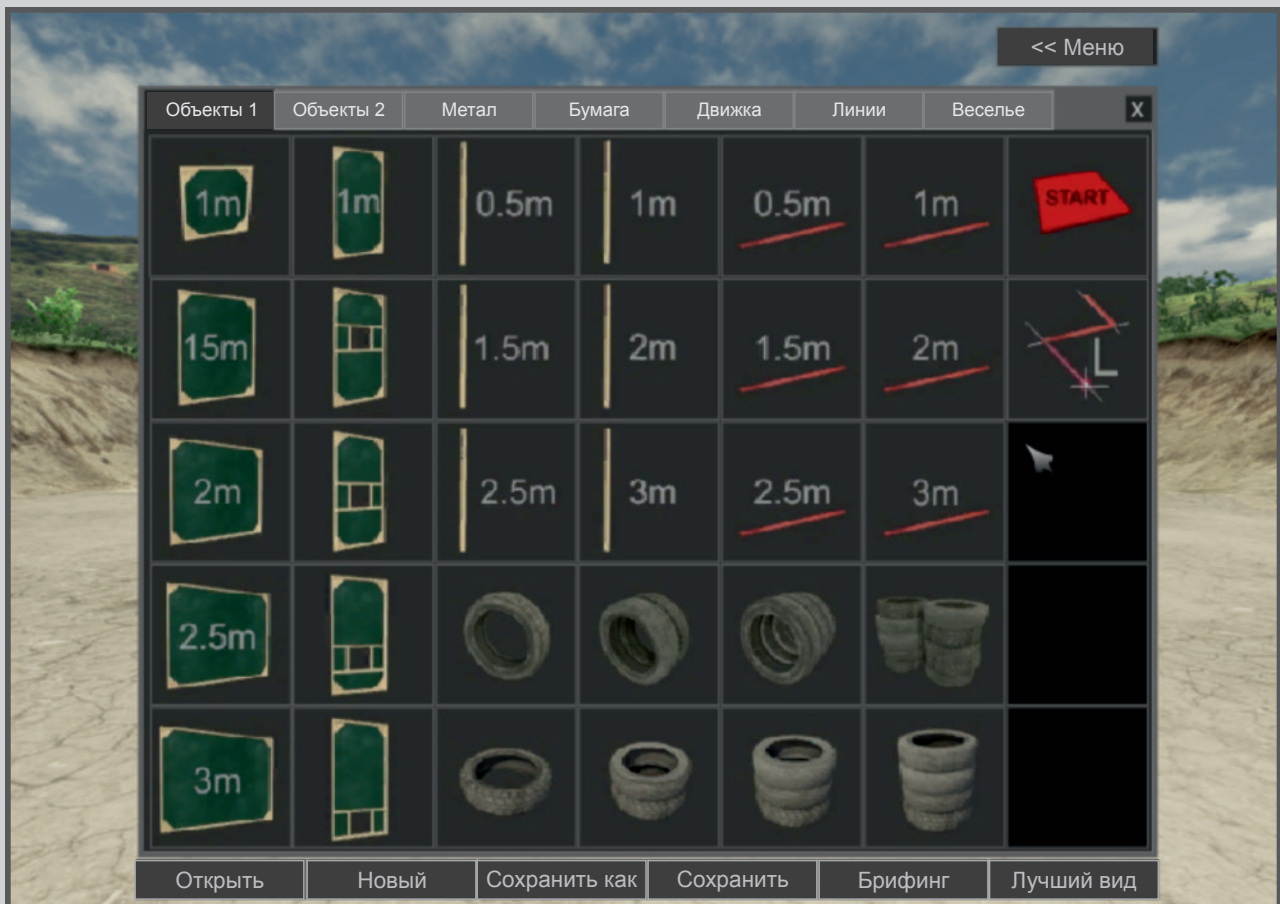 << Меню
Объекты 1 Объекты 2 Метал Бумага Движка Линии Веселье X
1m 1m 0.5m 1m 0.5m 1m START
15m 1.5m 2m 1.5m 2m L
2m 2.5m 3m 2.5m 3m
2.5m
3m
Открыть Новый Сохранить как Сохранить Брифинг Лучший вид